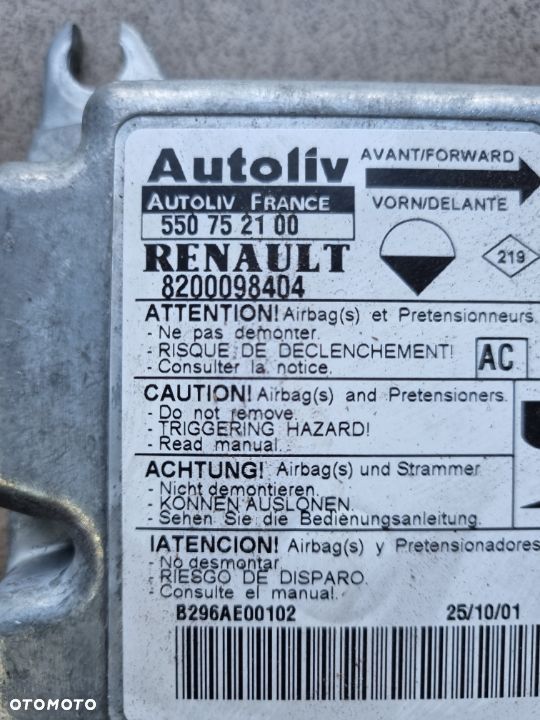 Autoliv
AVANT/FORWARD
AUTOLIV FRANCE
VORN/DELANTE
550 75 21 00
RENAULT
219
8200098404
ATTENTION! Airbag(s) et Pretensionneurs
- Ne pas demonter.
- RISQUE DE DECLENCHEMENT!
- Consulter la notice.
AC
CAUTION! Airbag(s) and Pretensioners.
- Do not remove.
- TRIGGERING HAZARD!
- Read manual.
ACHTUNG! Airbag(s) und Strammer
- Nicht demontieren.
- KONNEN AUSLONEN.
- Sehen Sie die Bedienungsanleitung.
!ATENCION! Airbag(s) y Pretensionadores
- No desmontar.
- RIESGO DE DISPARO.
- Consulte el manual.
B296AE00102 25/10/01
OTOMOTO